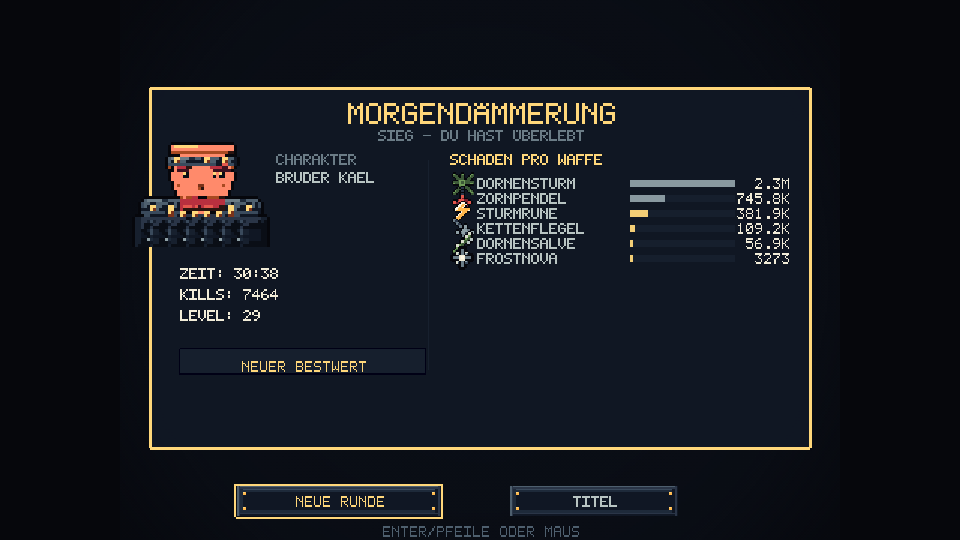 MORGENDÄMMERUNG
SIEG - DU HAST ÜBERLEBT
CHARAKTER
BRUDER KAEL
ZEIT: 30:38
KILLS: 7464
LEVEL: 29
NEUER BESTWERT
SCHADEN PRO WAFFE
DORNENSTURM 2.3M
ZORNPENDEL 745.8K
STURMRUNE 381.9K
KETTENFLEGEL 109.2K
DORNENSALVE 56.9K
FROSTNOVA 3273
NEUE RUNDE
TITEL
ENTER/PFEILE ODER MAUS